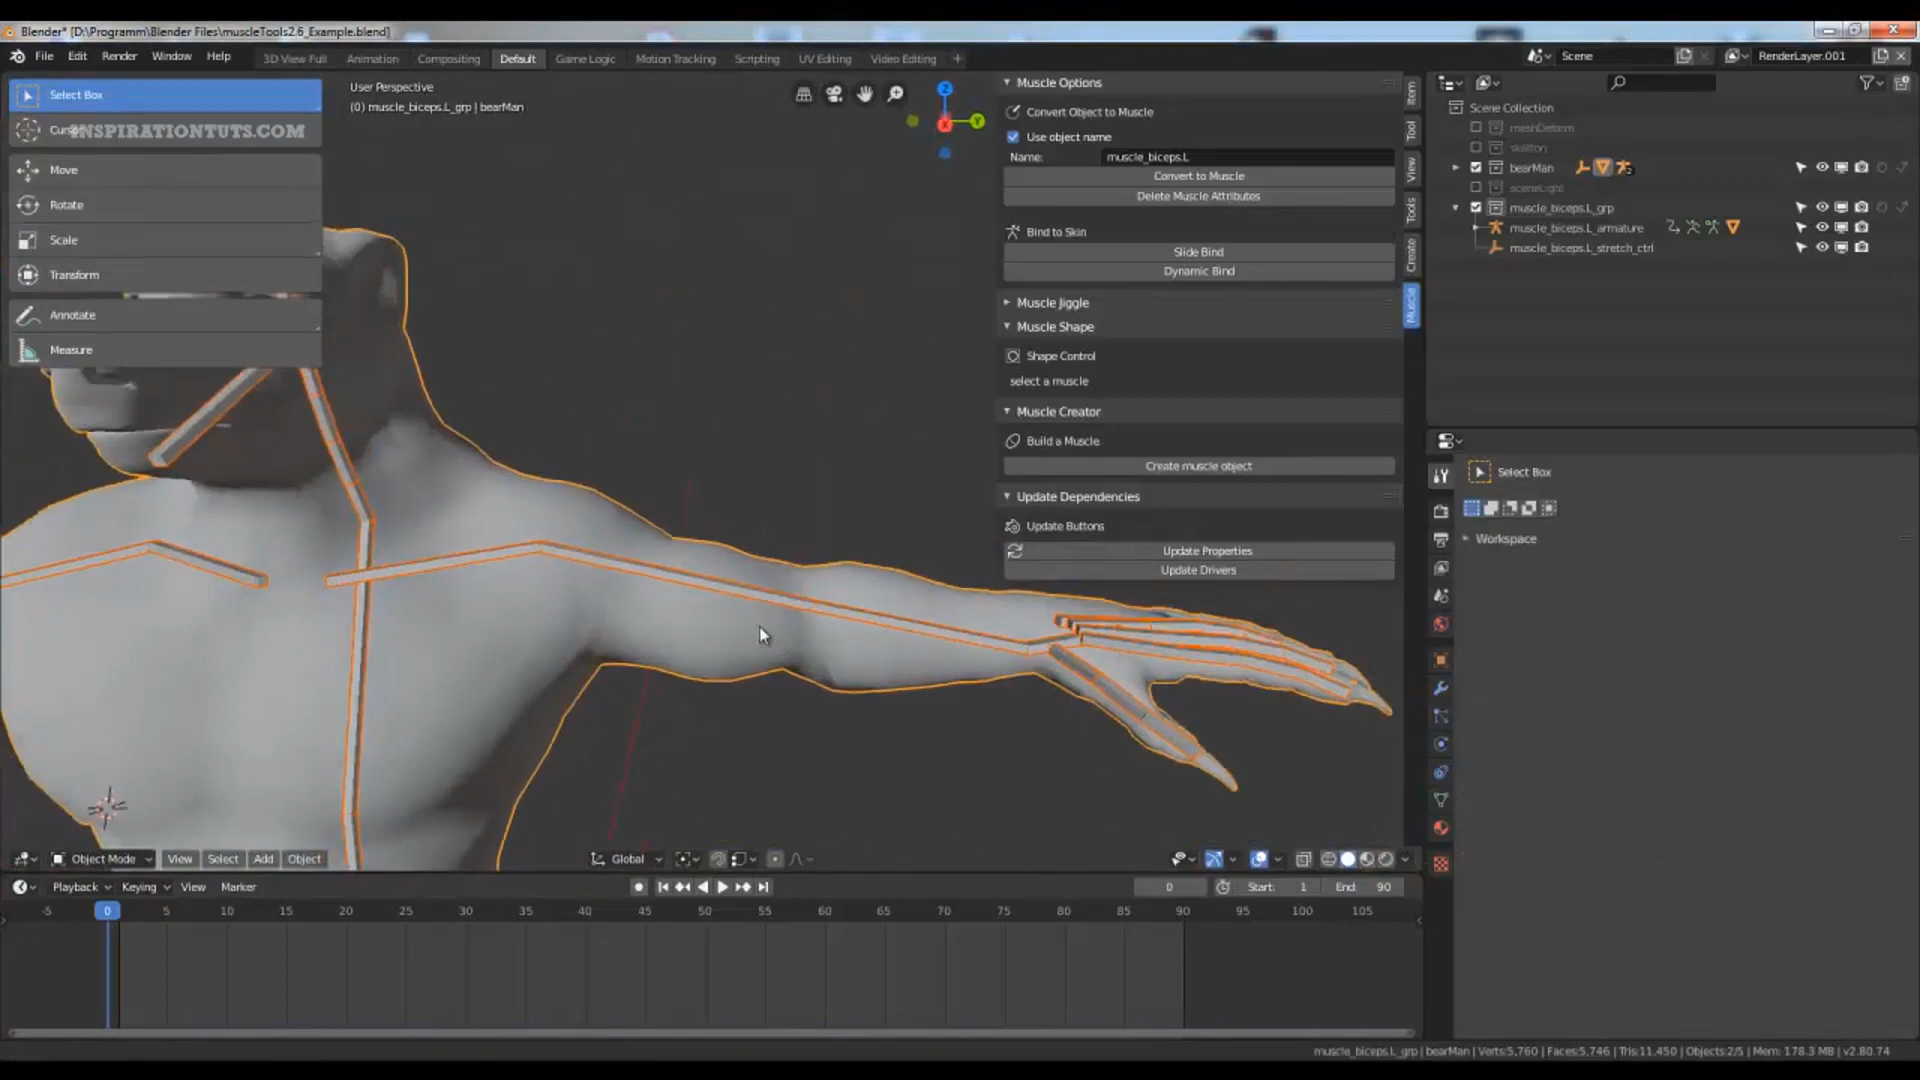 Blender* [D:\Programm\Blender Files\muscleTools2.6_Example.blend]
File Edit Render Window Help
3D View Full Animation Compositing Default Game Logic Motion Tracking Scripting UV Editing Video Editing +
Scene
RenderLayer.001
Select Box
Cursor
INSPIRATIONTUTS.COM
Move
Rotate
Scale
Transform
Annotate
Measure
User Perspective
(0) muscle_biceps.L_grp | bearMan
Z
X
Y
Muscle Options
Convert Object to Muscle
Use object name
Name: muscle_biceps.L
Convert to Muscle
Delete Muscle Attributes
Bind to Skin
Slide Bind
Dynamic Bind
Muscle Jiggle
Muscle Shape
Shape Control
select a muscle
Muscle Creator
Build a Muscle
Create muscle object
Update Dependencies
Update Buttons
Update Properties
Update Drivers
Item
Tool
View
Tools
Create
Muscle
Scene Collection
meshDeform
skelton
bearMan
2
sceneLight
muscle_biceps.L_grp
muscle_biceps.L_armature
muscle_biceps.L_stretch_ctrl
Select Box
Workspace
Object Mode View Select Add Object
Global
Playback Keying View Marker
0 Start: 1 End: 90
-5 0 5 10 15 20 25 30 35 40 45 50 55 60 65 70 75 80 85 90 95 100 105
muscle_biceps.L_grp | bearMan | Verts:5,760 | Faces:5,746 | Tris:11,450 | Objects:2/5 | Mem: 178.3 MB | v2.80.74